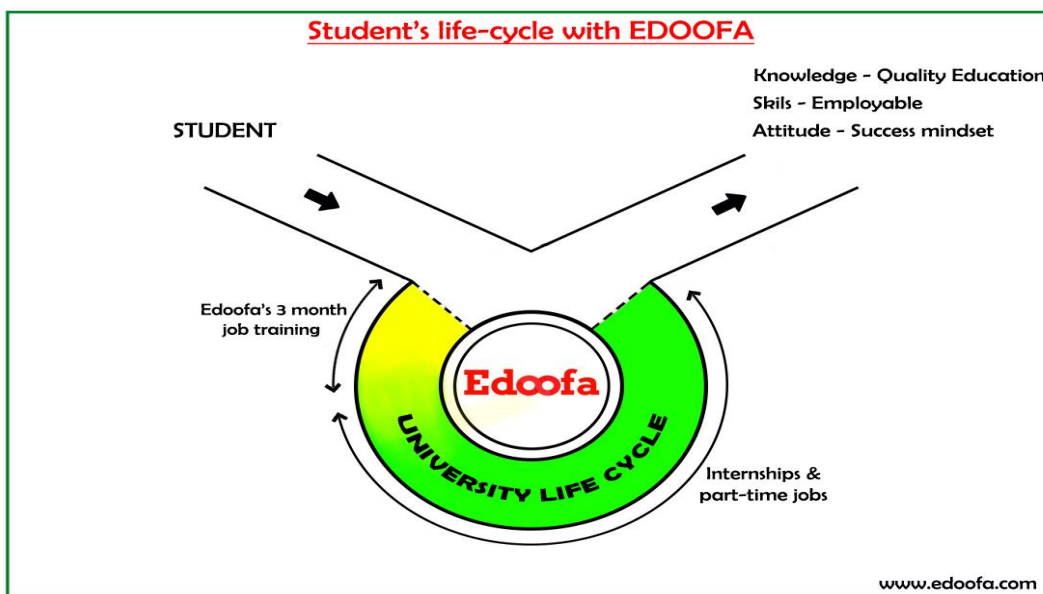 Student's life-cycle with EDOOFA
STUDENT
Knowledge - Quality Education
Skils - Employable
Attitude - Success mindset
Edoofa's 3 month
job training
Edoofa
UNIVERSITY LIFE CYCLE
Internships &
part-time jobs
www.edoofa.com